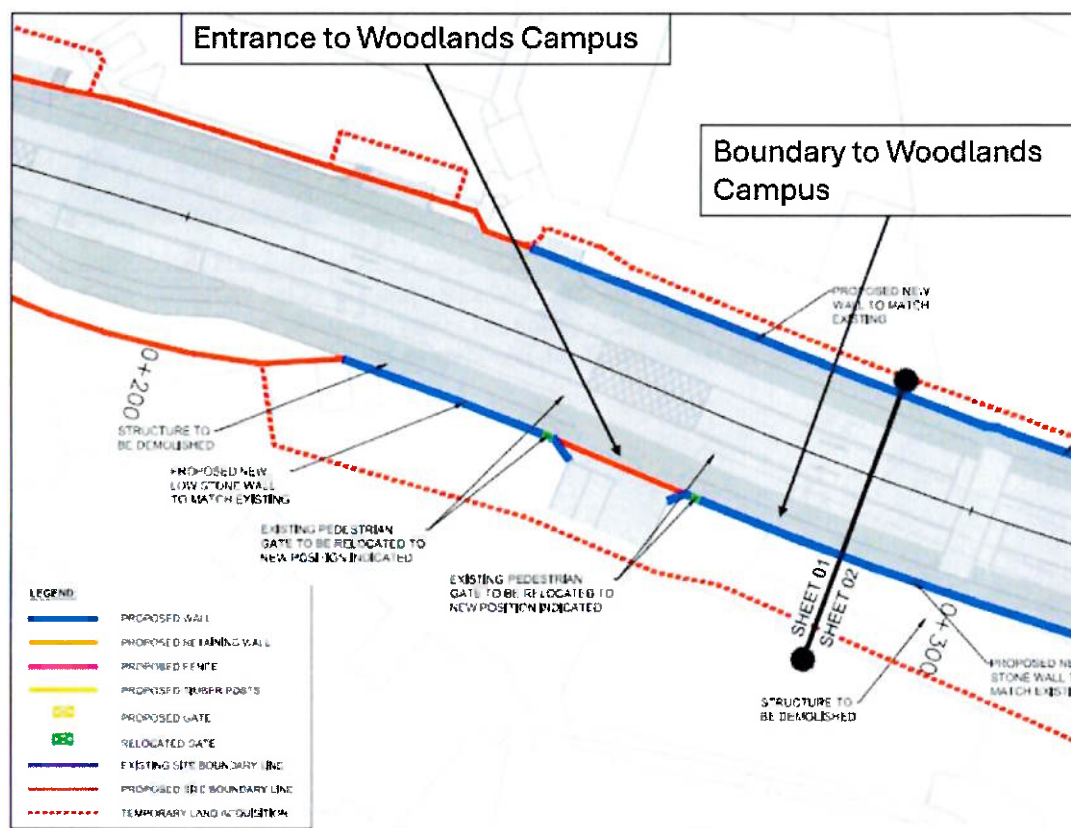 Entrance to Woodlands Campus
Boundary to Woodlands
Campus
PROPOSED NEW
WALL TO MATCH
EXISTING
0+200
STRUCTURE TO
BE DEMOLISHED
PROPOSED NEW
LOW STONE WALL
TO MATCH EXISTING
EXISTING PEDESTRIAN
GATE TO BE RELOCATED TO
NEW POSITION INDICATED
EXISTING PEDESTRIAN
GATE TO BE RELOCATED TO
NEW POSITION INDICATED
SHEET 01
SHEET 02
0+300
STRUCTURE TO
BE DEMOLISHED
PROPOSED NE
STONE WALL T
MATCH EXIST
LEGEND:
PROPOSED WALL
PROPOSED RETAINING WALL
PROPOSED FENCE
PROPOSED TIMBER POSTS
PROPOSED GATE
RELOCATED GATE
EXISTING SITE BOUNDARY LINE
PROPOSED SITE BOUNDARY LINE
TEMPORARY LAND ACQUISITION